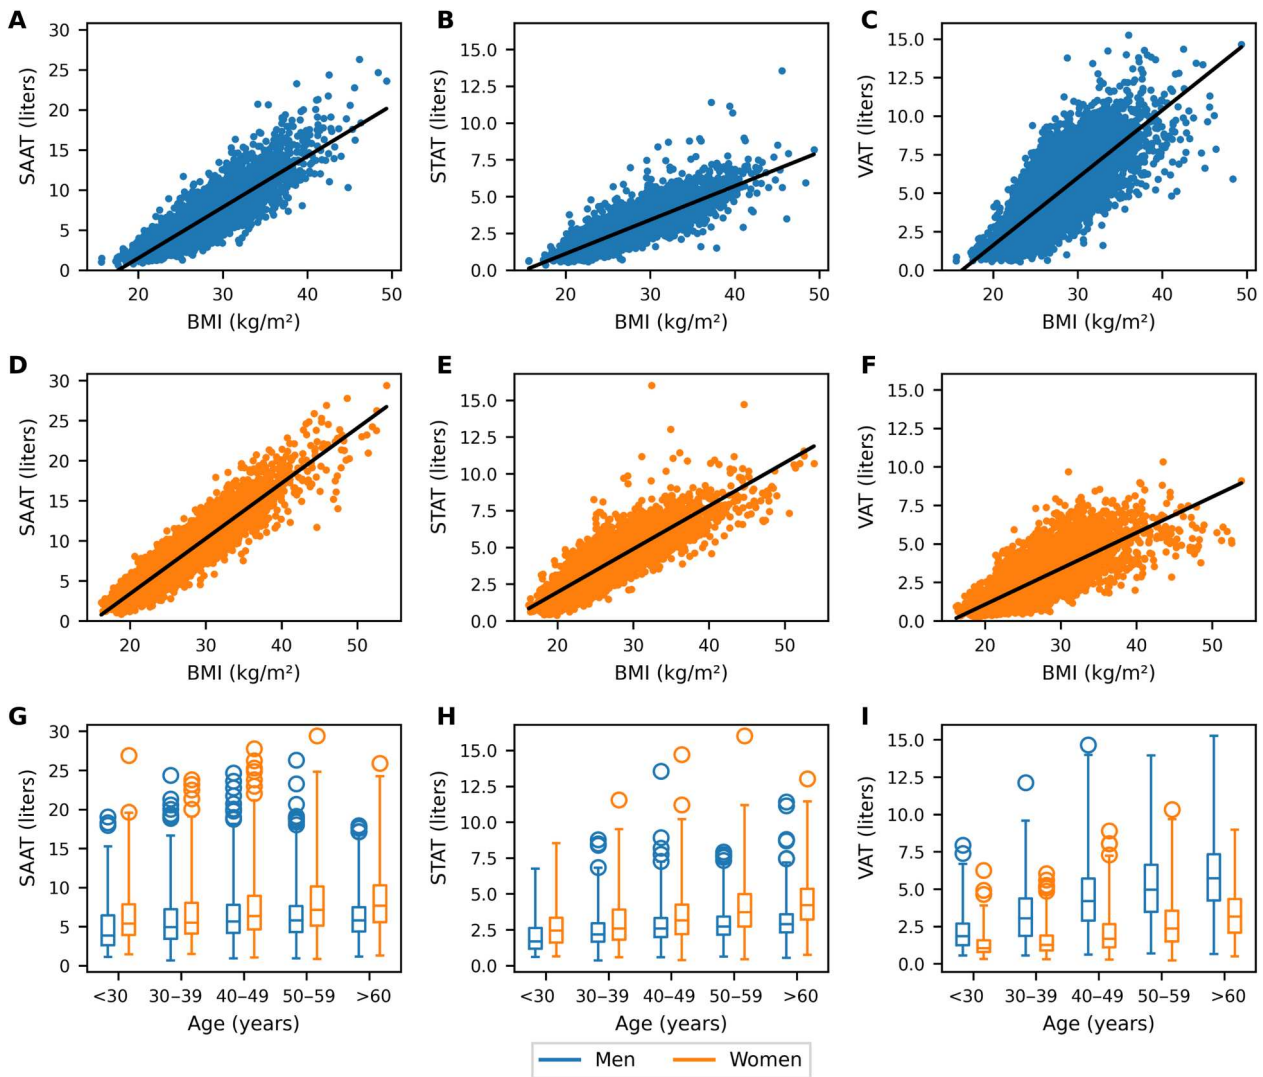 A
30
25
20
15
10
5
0
SAAT (liters)
20 30 40 50
BMI (kg/m²)
B
15.0
12.5
10.0
7.5
5.0
2.5
0.0
STAT (liters)
20 30 40 50
BMI (kg/m²)
C
15.0
12.5
10.0
7.5
5.0
2.5
0.0
VAT (liters)
20 30 40 50
BMI (kg/m²)
D
30
25
20
15
10
5
0
SAAT (liters)
20 30 40 50
BMI (kg/m²)
E
15.0
12.5
10.0
7.5
5.0
2.5
0.0
STAT (liters)
20 30 40 50
BMI (kg/m²)
F
15.0
12.5
10.0
7.5
5.0
2.5
0.0
VAT (liters)
20 30 40 50
BMI (kg/m²)
G
30
25
20
15
10
5
0
SAAT (liters)
<30 30–39 40–49 50–59 >60
Age (years)
H
15.0
12.5
10.0
7.5
5.0
2.5
0.0
STAT (liters)
<30 30–39 40–49 50–59 >60
Age (years)
I
15.0
12.5
10.0
7.5
5.0
2.5
0.0
VAT (liters)
<30 30–39 40–49 50–59 >60
Age (years)
Men Women